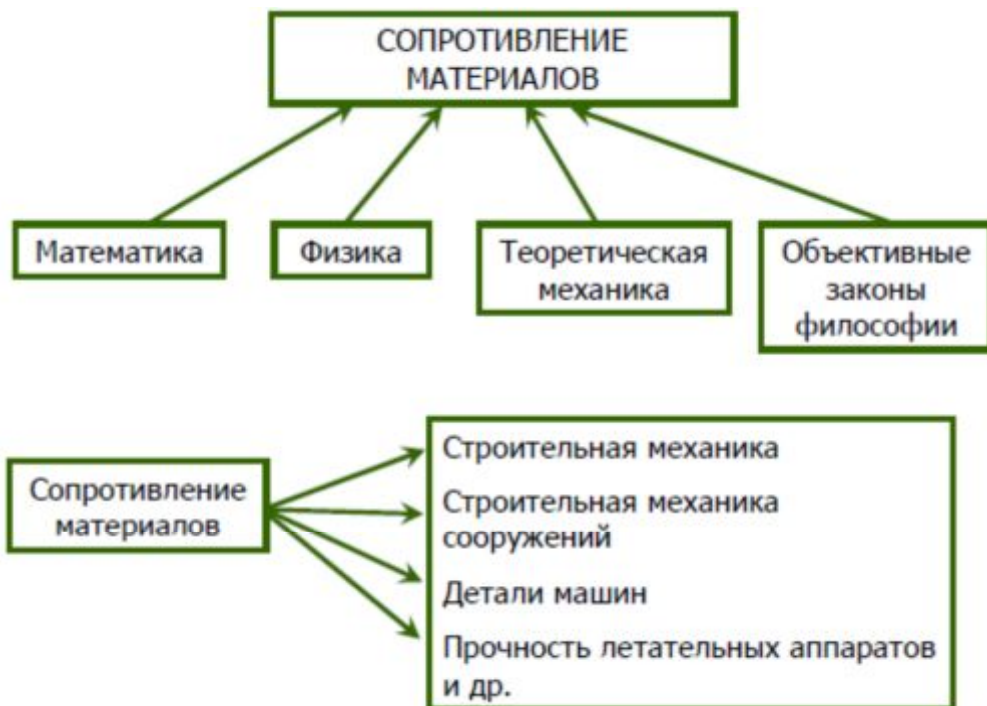 СОПРОТИВЛЕНИЕ
МАТЕРИАЛОВ
Математика
Физика
Теоретическая
механика
Объективные
законы
философии
Сопротивление
материалов
Строительная механика
Строительная механика
сооружений
Детали машин
Прочность летательных аппаратов
и др.